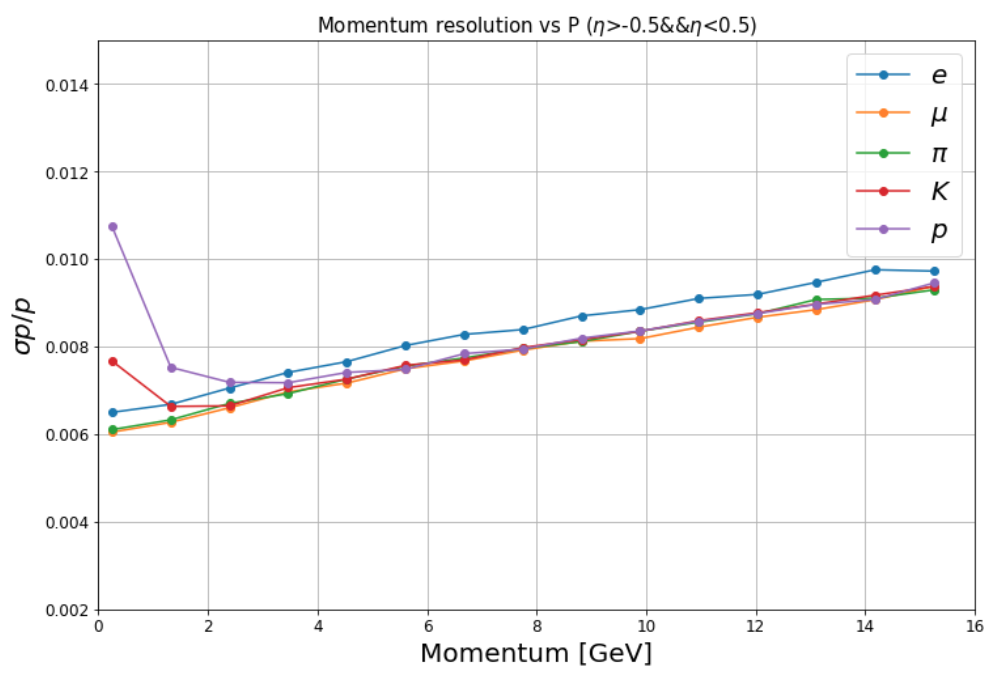 Momentum resolution vs P (η>-0.5&&η<0.5)
0.014
0.012
0.010
0.008
0.006
0.004
0.002
σp/p
0 2 4 6 8 10 12 14 16
Momentum [GeV]
e
μ
π
K
p